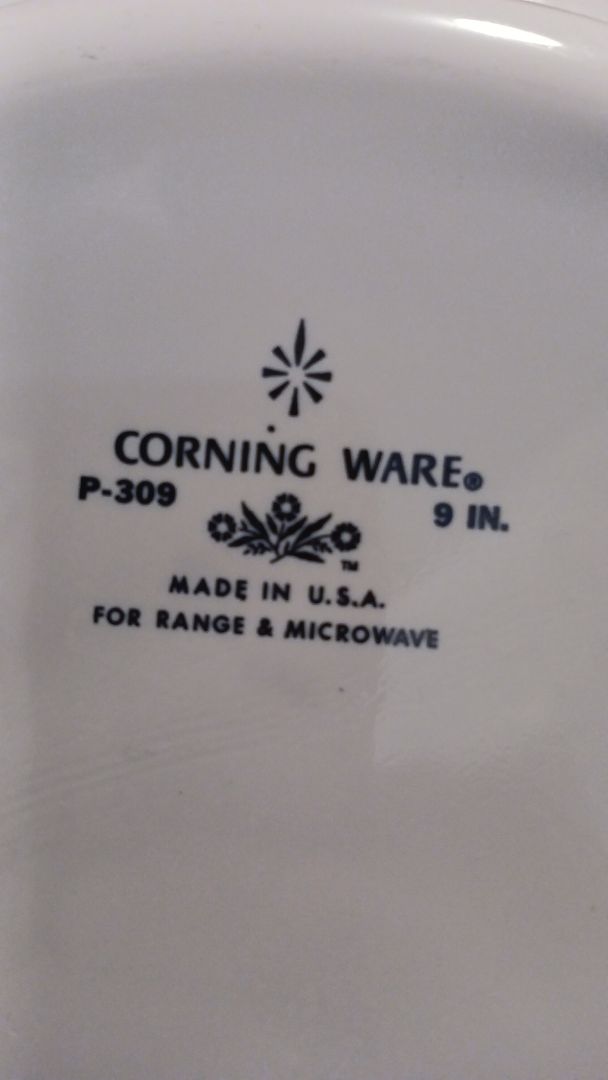 CORNING WARE®
P-309 9 IN.
TM
MADE IN U.S.A.
FOR RANGE & MICROWAVE